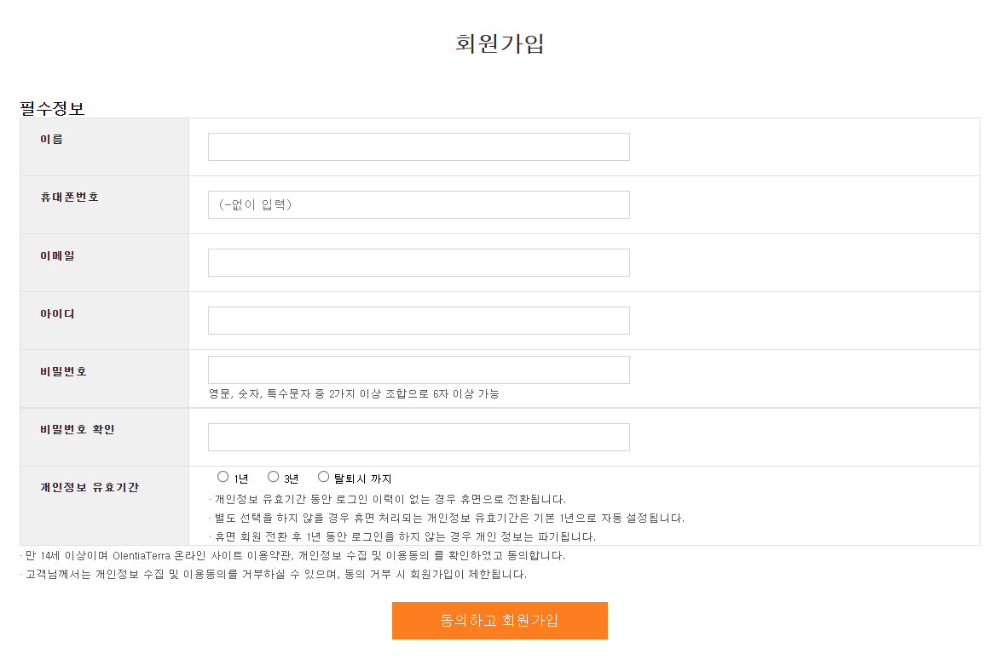 회원가입
필수정보
이름
휴대폰번호
(-없이 입력)
이메일
아이디
비밀번호
영문, 숫자, 특수문자 중 2가지 이상 조합으로 6자 이상 가능
비밀번호 확인
개인정보 유효기간
1년 3년 탈퇴시 까지
· 개인정보 유효기간 동안 로그인 이력이 없는 경우 휴면으로 전환됩니다.
· 별도 선택을 하지 않을 경우 휴면 처리되는 개인정보 유효기간은 기본 1년으로 자동 설정됩니다.
· 휴면 회원 전환 후 1년 동안 로그인을 하지 않는 경우 개인 정보는 파기됩니다.
· 만 14세 이상이며 OlentiaTerra 온라인 사이트 이용약관, 개인정보 수집 및 이용동의 를 확인하였고 동의합니다.
· 고객님께서는 개인정보 수집 및 이용동의를 거부하실 수 있으며, 동의 거부 시 회원가입이 제한됩니다.
동의하고 회원가입